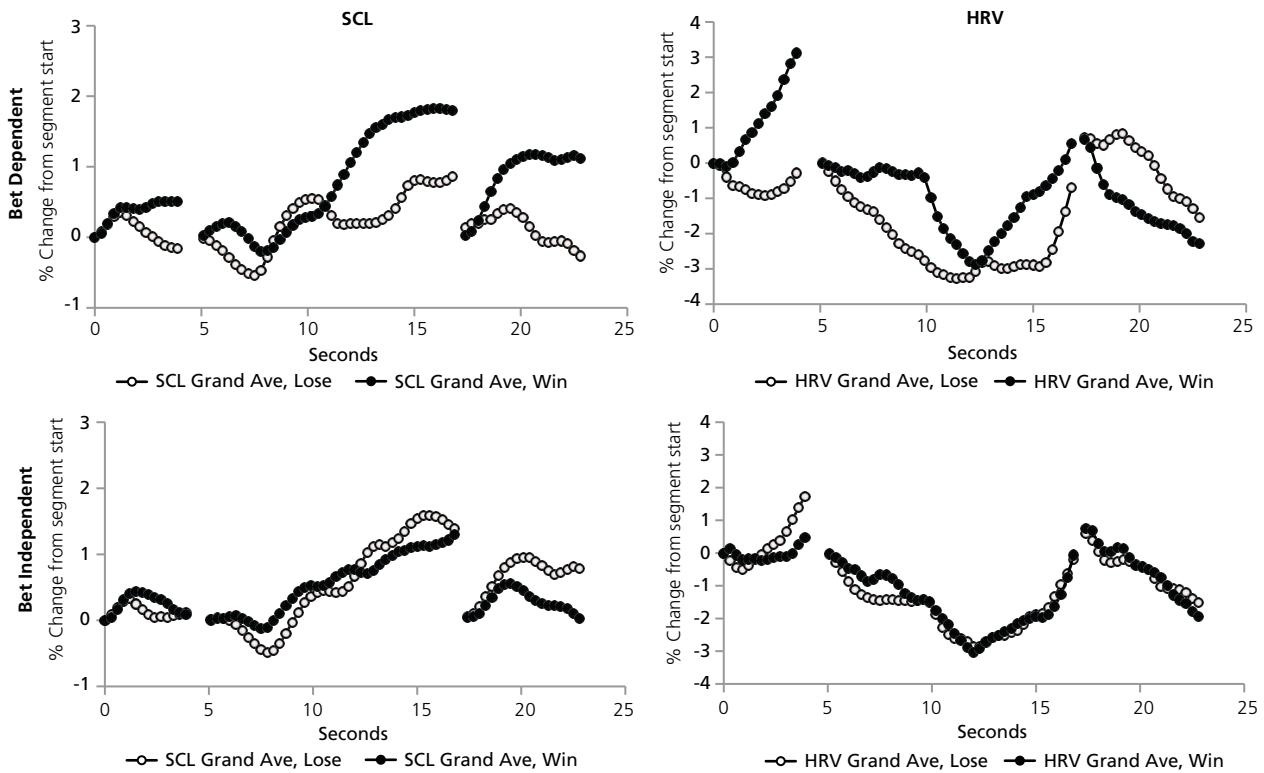 SCL
Bet Dependent
% Change from segment start
3
2
1
0
-1
0 5 10 15 20 25
Seconds
SCL Grand Ave, Lose SCL Grand Ave, Win
HRV
% Change from segment start
4
3
2
1
0
-1
-2
-3
-4
0 5 10 15 20 25
Seconds
HRV Grand Ave, Lose HRV Grand Ave, Win
Bet Independent
% Change from segment start
3
2
1
0
-1
0 5 10 15 20 25
Seconds
SCL Grand Ave, Lose SCL Grand Ave, Win
% Change from segment start
4
3
2
1
0
-1
-2
-3
-4
0 5 10 15 20 25
Seconds
HRV Grand Ave, Lose HRV Grand Ave, Win